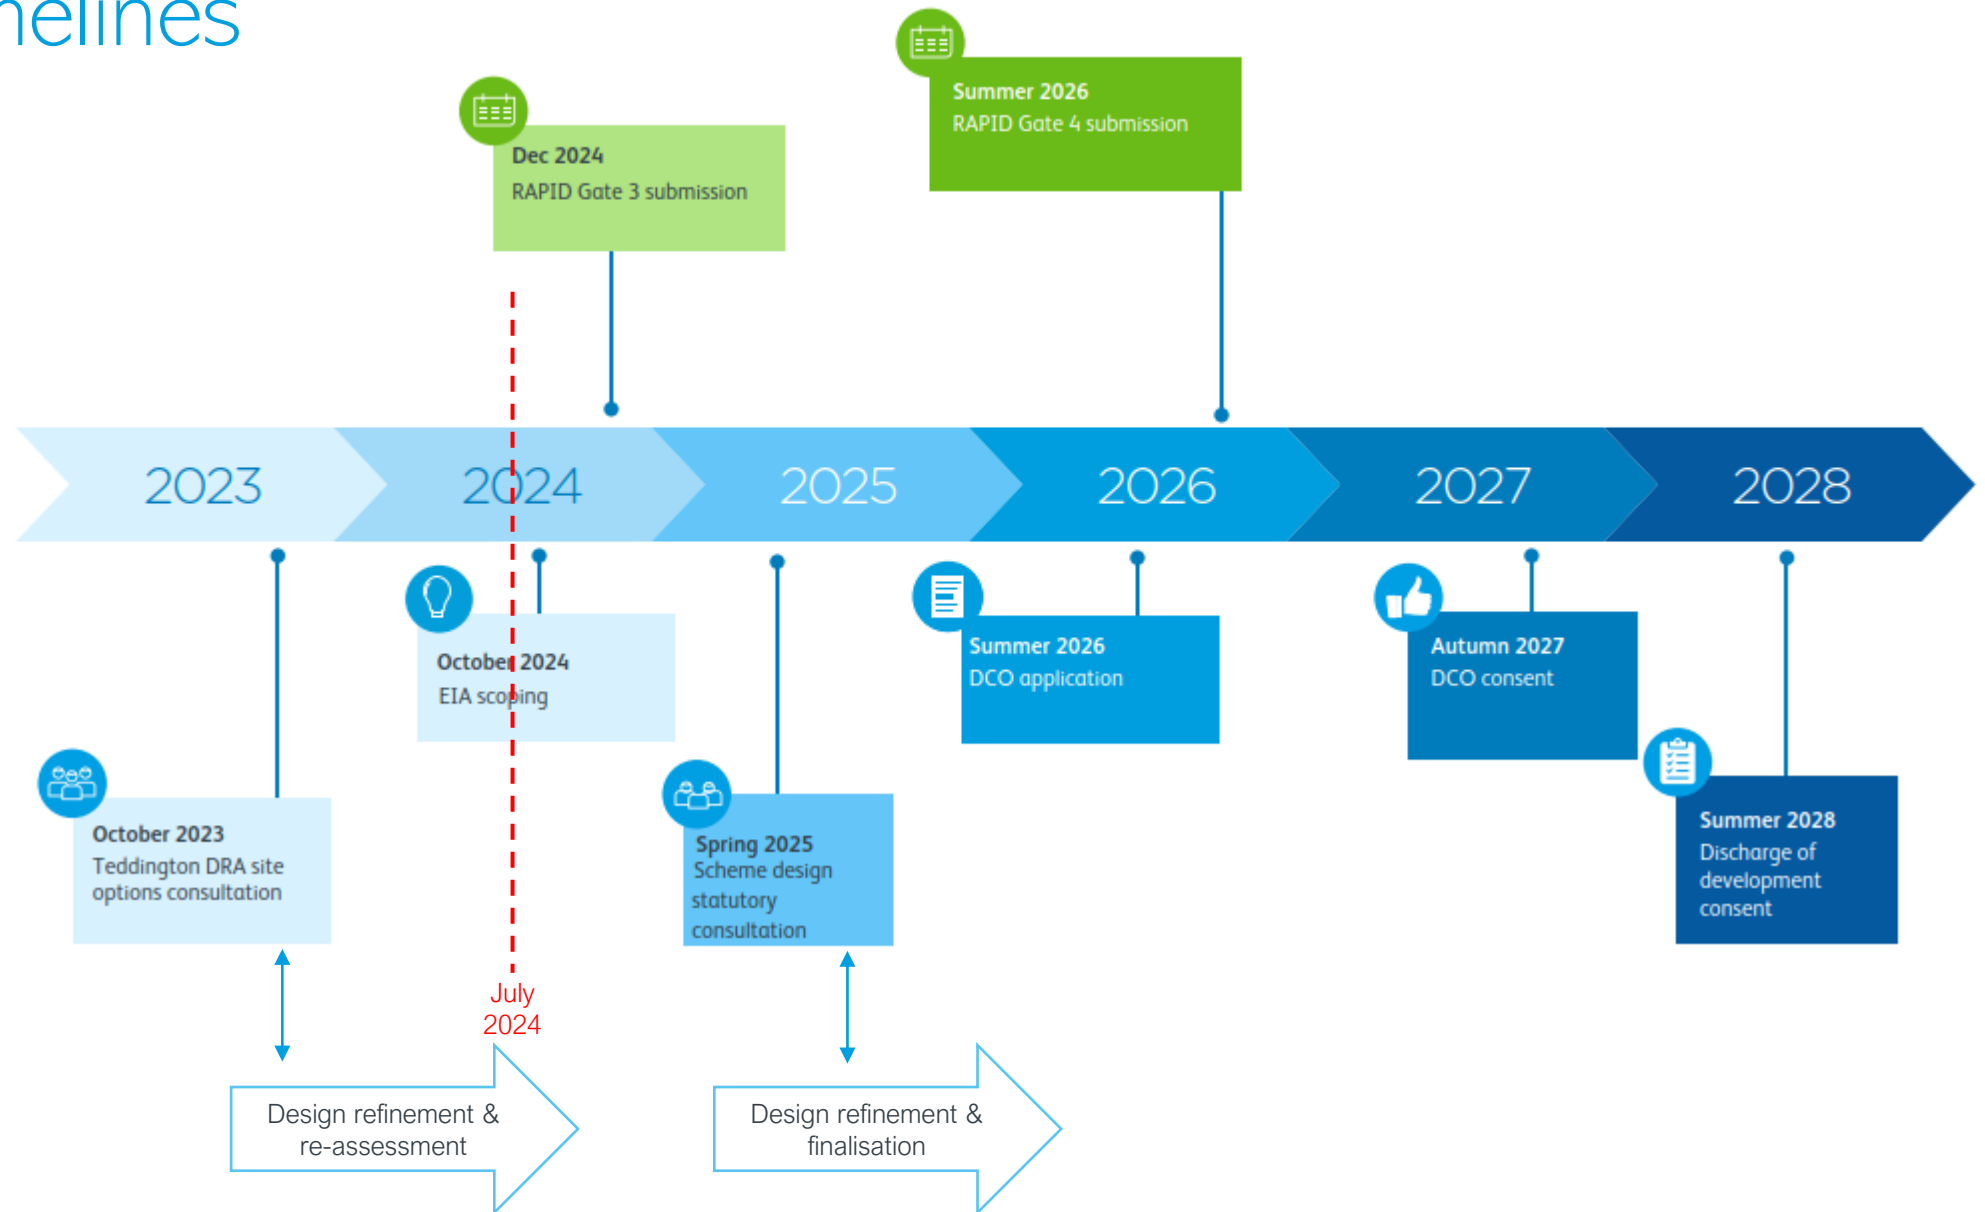 Summer 2026
RAPID Gate 4 submission
Dec 2024
RAPID Gate 3 submission
2023
2024
2025
2026
2027
2028
October 2024
EIA scoping
Summer 2026
DCO application
Autumn 2027
DCO consent
October 2023
Teddington DRA site
options consultation
Spring 2025
Scheme design
statutory
consultation
Summer 2028
Discharge of
development
consent
July
2024
Design refinement &
re-assessment
Design refinement &
finalisation